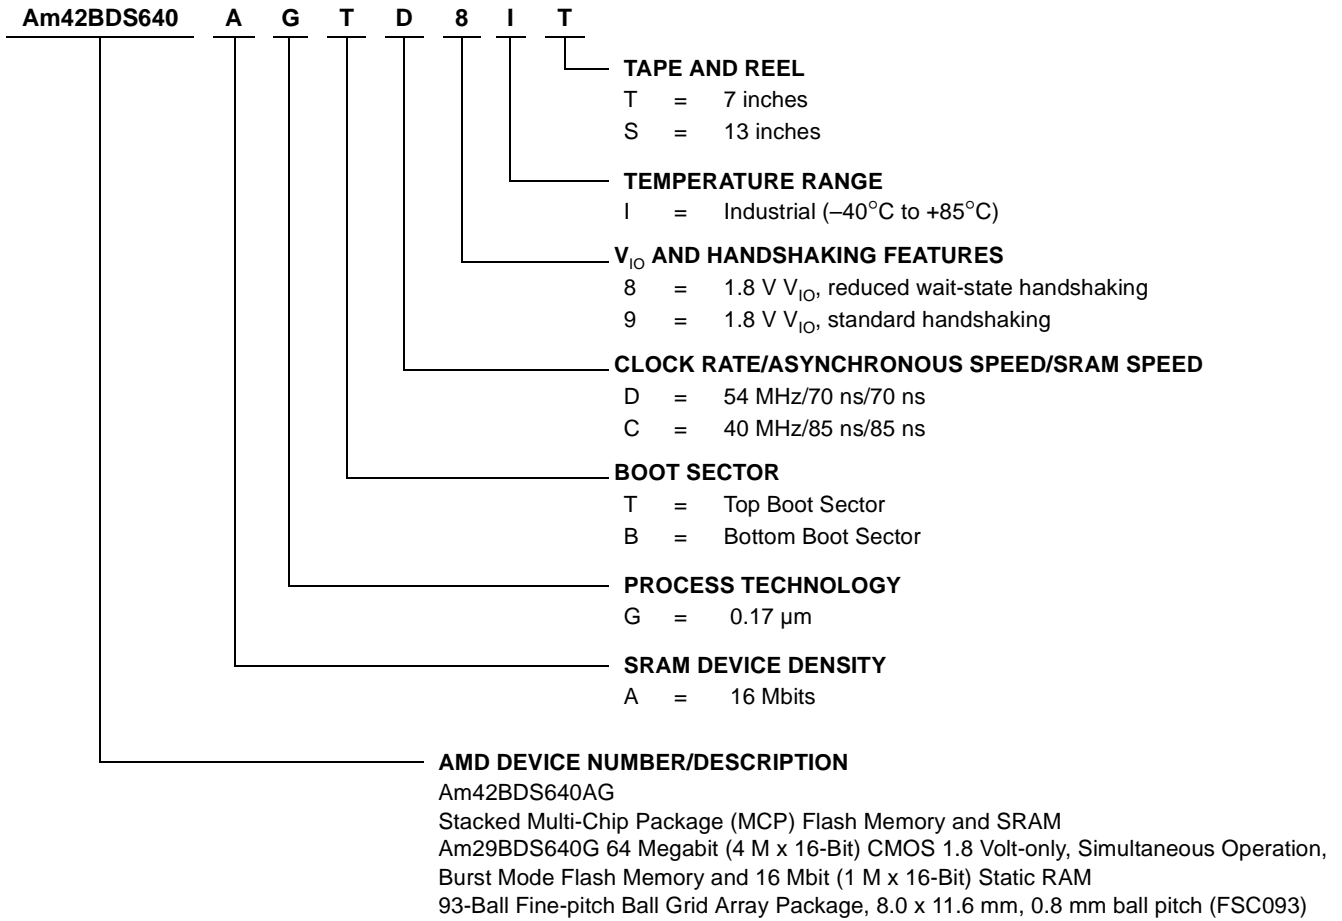 Am42BDS640 A G T D 8 I T
TAPE AND REEL
T = 7 inches
S = 13 inches
TEMPERATURE RANGE
I = Industrial (–40°C to +85°C)
VIO AND HANDSHAKING FEATURES
8 = 1.8 V VIO, reduced wait-state handshaking
9 = 1.8 V VIO, standard handshaking
CLOCK RATE/ASYNCHRONOUS SPEED/SRAM SPEED
D = 54 MHz/70 ns/70 ns
C = 40 MHz/85 ns/85 ns
BOOT SECTOR
T = Top Boot Sector
B = Bottom Boot Sector
PROCESS TECHNOLOGY
G = 0.17 µm
SRAM DEVICE DENSITY
A = 16 Mbits
AMD DEVICE NUMBER/DESCRIPTION
Am42BDS640AG
Stacked Multi-Chip Package (MCP) Flash Memory and SRAM
Am29BDS640G 64 Megabit (4 M x 16-Bit) CMOS 1.8 Volt-only, Simultaneous Operation,
Burst Mode Flash Memory and 16 Mbit (1 M x 16-Bit) Static RAM
93-Ball Fine-pitch Ball Grid Array Package, 8.0 x 11.6 mm, 0.8 mm ball pitch (FSC093)